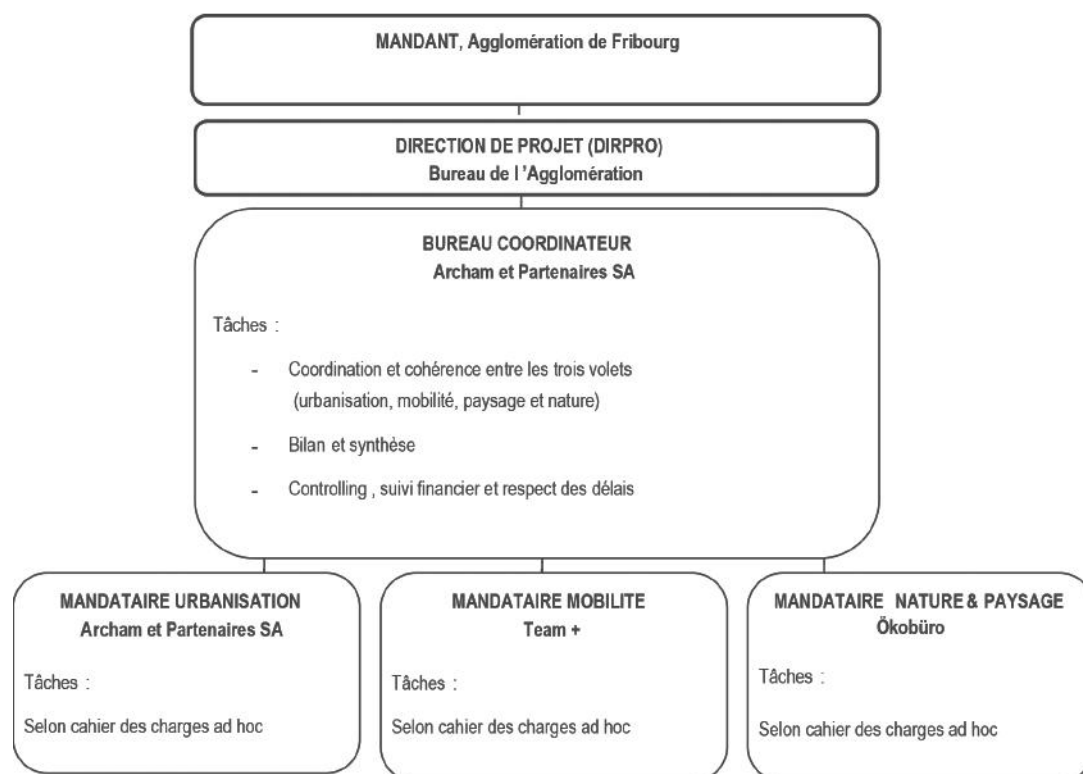 MANDANT, Agglomération de Fribourg
DIRECTION DE PROJET (DIRPRO)
Bureau de l 'Agglomération
BUREAU COORDINATEUR
Archam et Partenaires SA
Tâches :
- Coordination et cohérence entre les trois volets
(urbanisation, mobilité, paysage et nature)
- Bilan et synthèse
- Controlling , suivi financier et respect des délais
MANDATAIRE URBANISATION
Archam et Partenaires SA
Tâches :
Selon cahier des charges ad hoc
MANDATAIRE MOBILITE
Team +
Tâches :
Selon cahier des charges ad hoc
MANDATAIRE NATURE & PAYSAGE
Ökobüro
Tâches :
Selon cahier des charges ad hoc